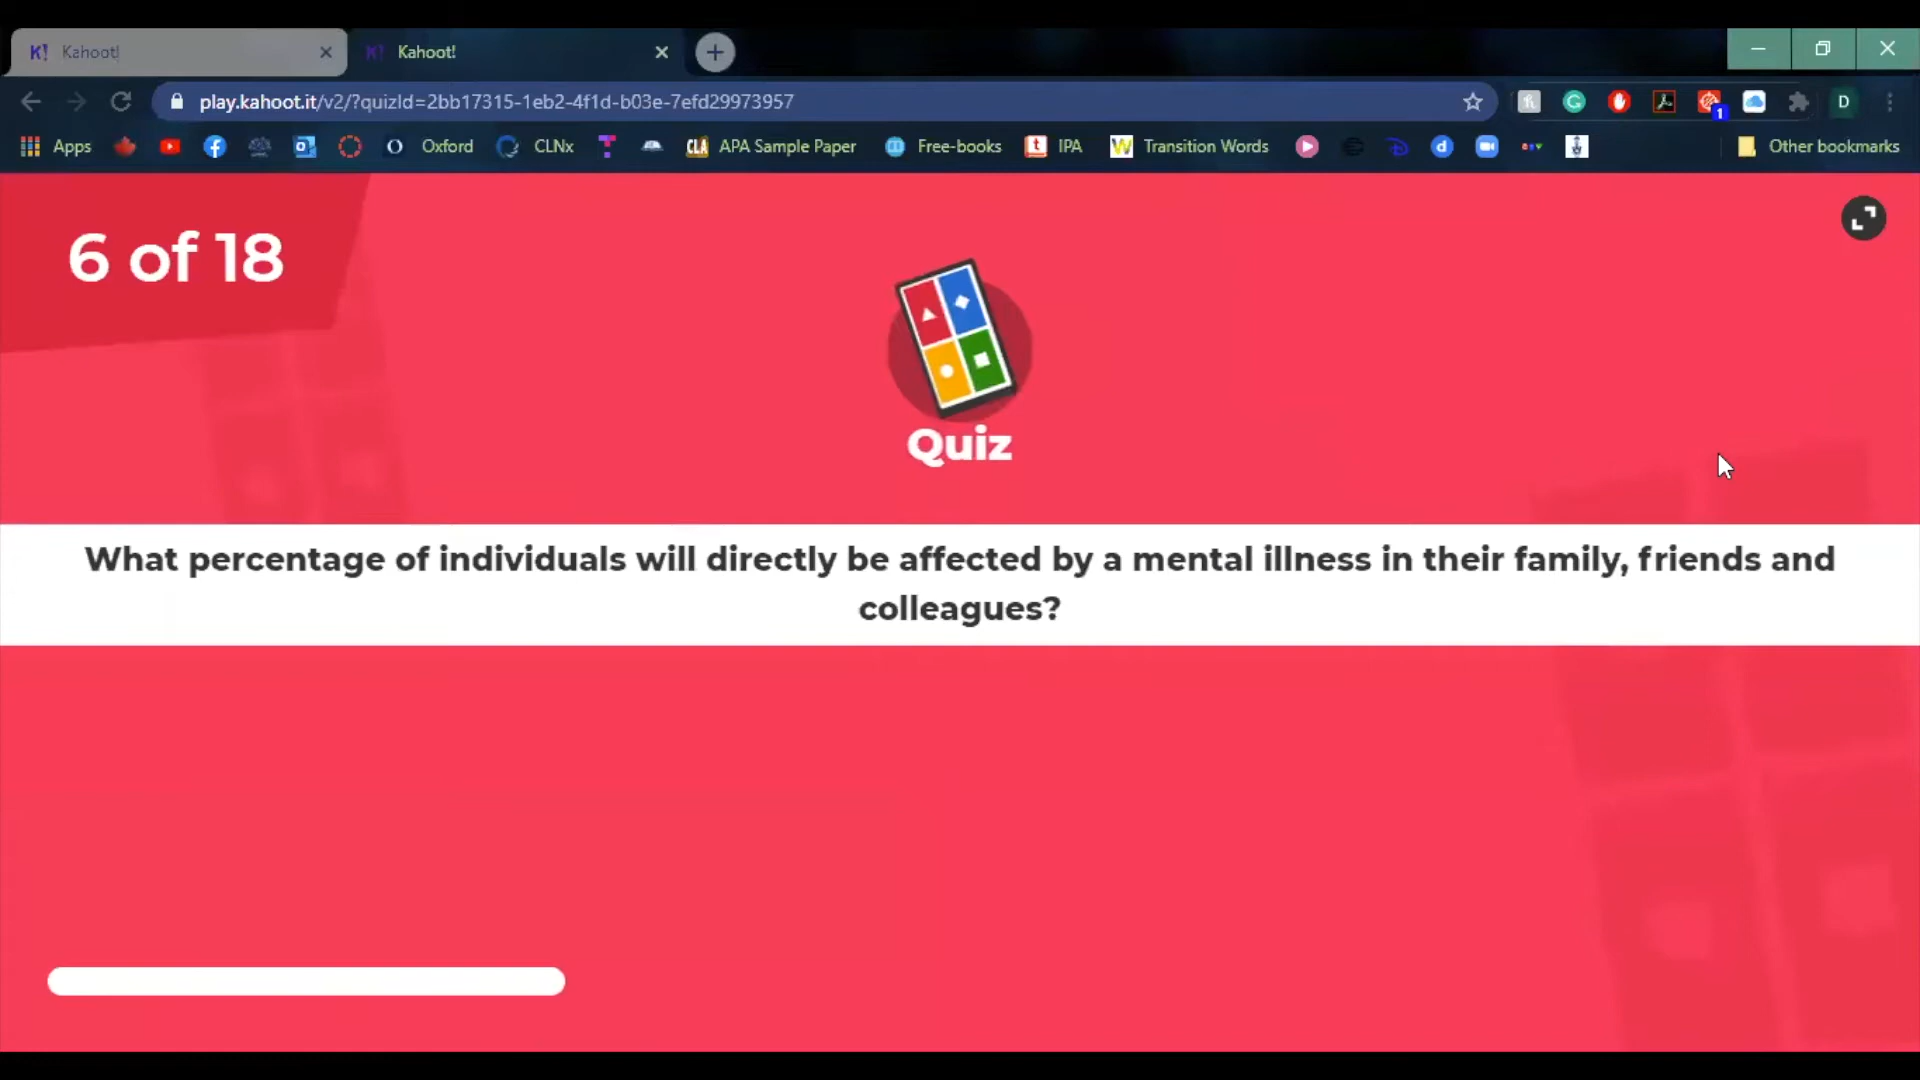 K! Kahoot!
K! Kahoot!
play.kahoot.it/v2/?quizId=2bb17315-1eb2-4f1d-b03e-7efd29973957
1
D
Apps
Oxford
CLNx
CLA APA Sample Paper
Free-books
t IPA
W Transition Words
Other bookmarks
6 of 18
Quiz
What percentage of individuals will directly be affected by a mental illness in their family, friends and
colleagues?